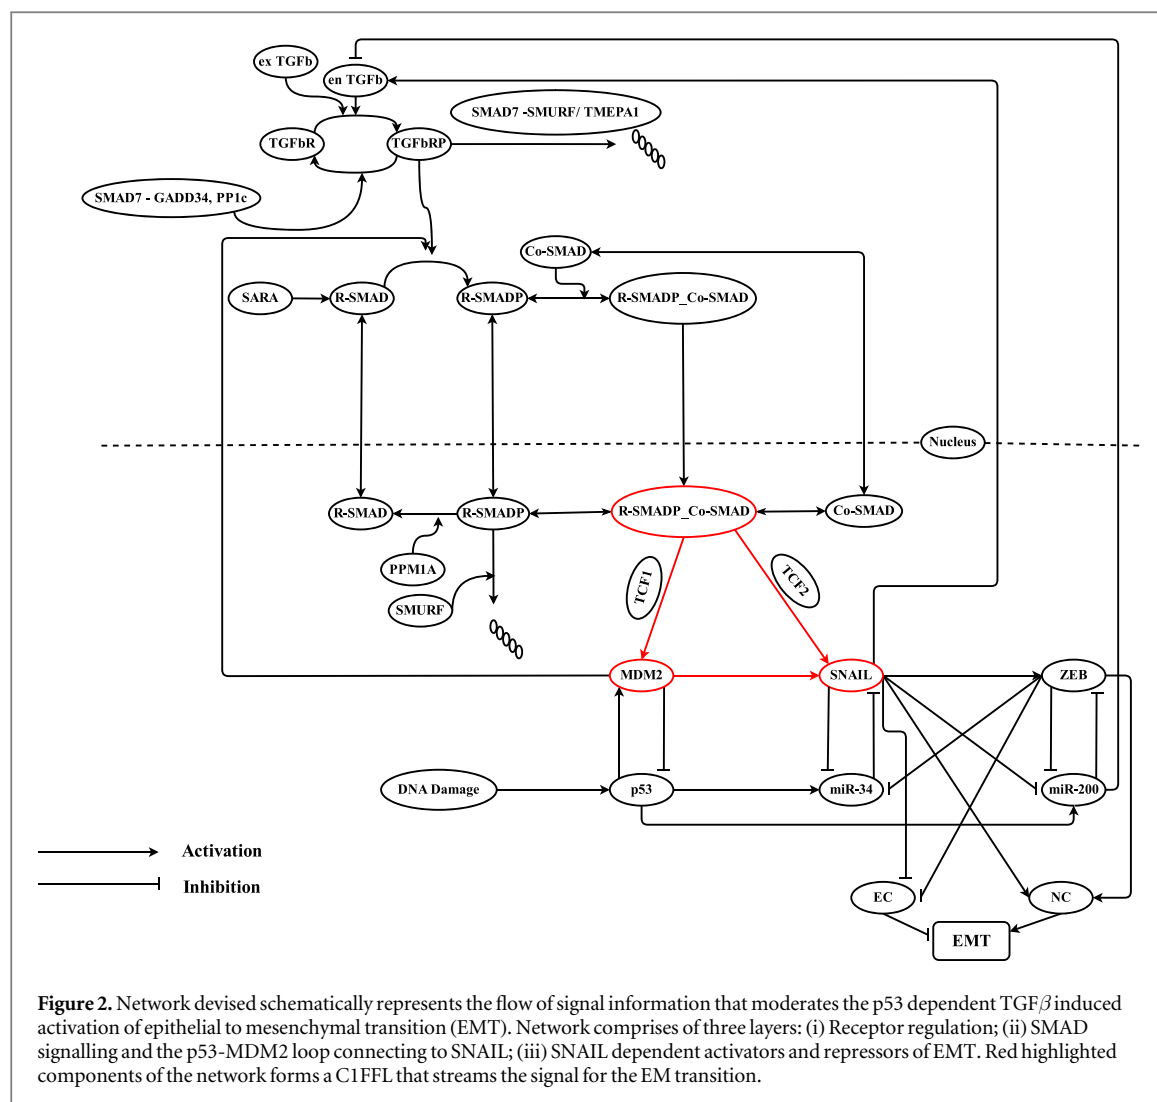 ex TGFb
en TGFb
SMAD7 -SMURF/ TMEPA1
TGFbR
TGFbRP
SMAD7 - GADD34, PP1c
Co-SMAD
SARA
R-SMAD
R-SMADP
R-SMADP_Co-SMAD
Nucleus
R-SMAD
R-SMADP
R-SMADP_Co-SMAD
Co-SMAD
PPM1A
TCF1
TCF2
SMURF
MDM2
SNAIL
ZEB
DNA Damage
p53
miR-34
miR-200
Activation
Inhibition
EC
NC
EMT
Figure 2. Network devised schematically represents the flow of signal information that moderates the p53 dependent TGFβ induced
activation of epithelial to mesenchymal transition (EMT). Network comprises of three layers: (i) Receptor regulation; (ii) SMAD
signalling and the p53-MDM2 loop connecting to SNAIL; (iii) SNAIL dependent activators and repressors of EMT. Red highlighted
components of the network forms a C1FFL that streams the signal for the EM transition.